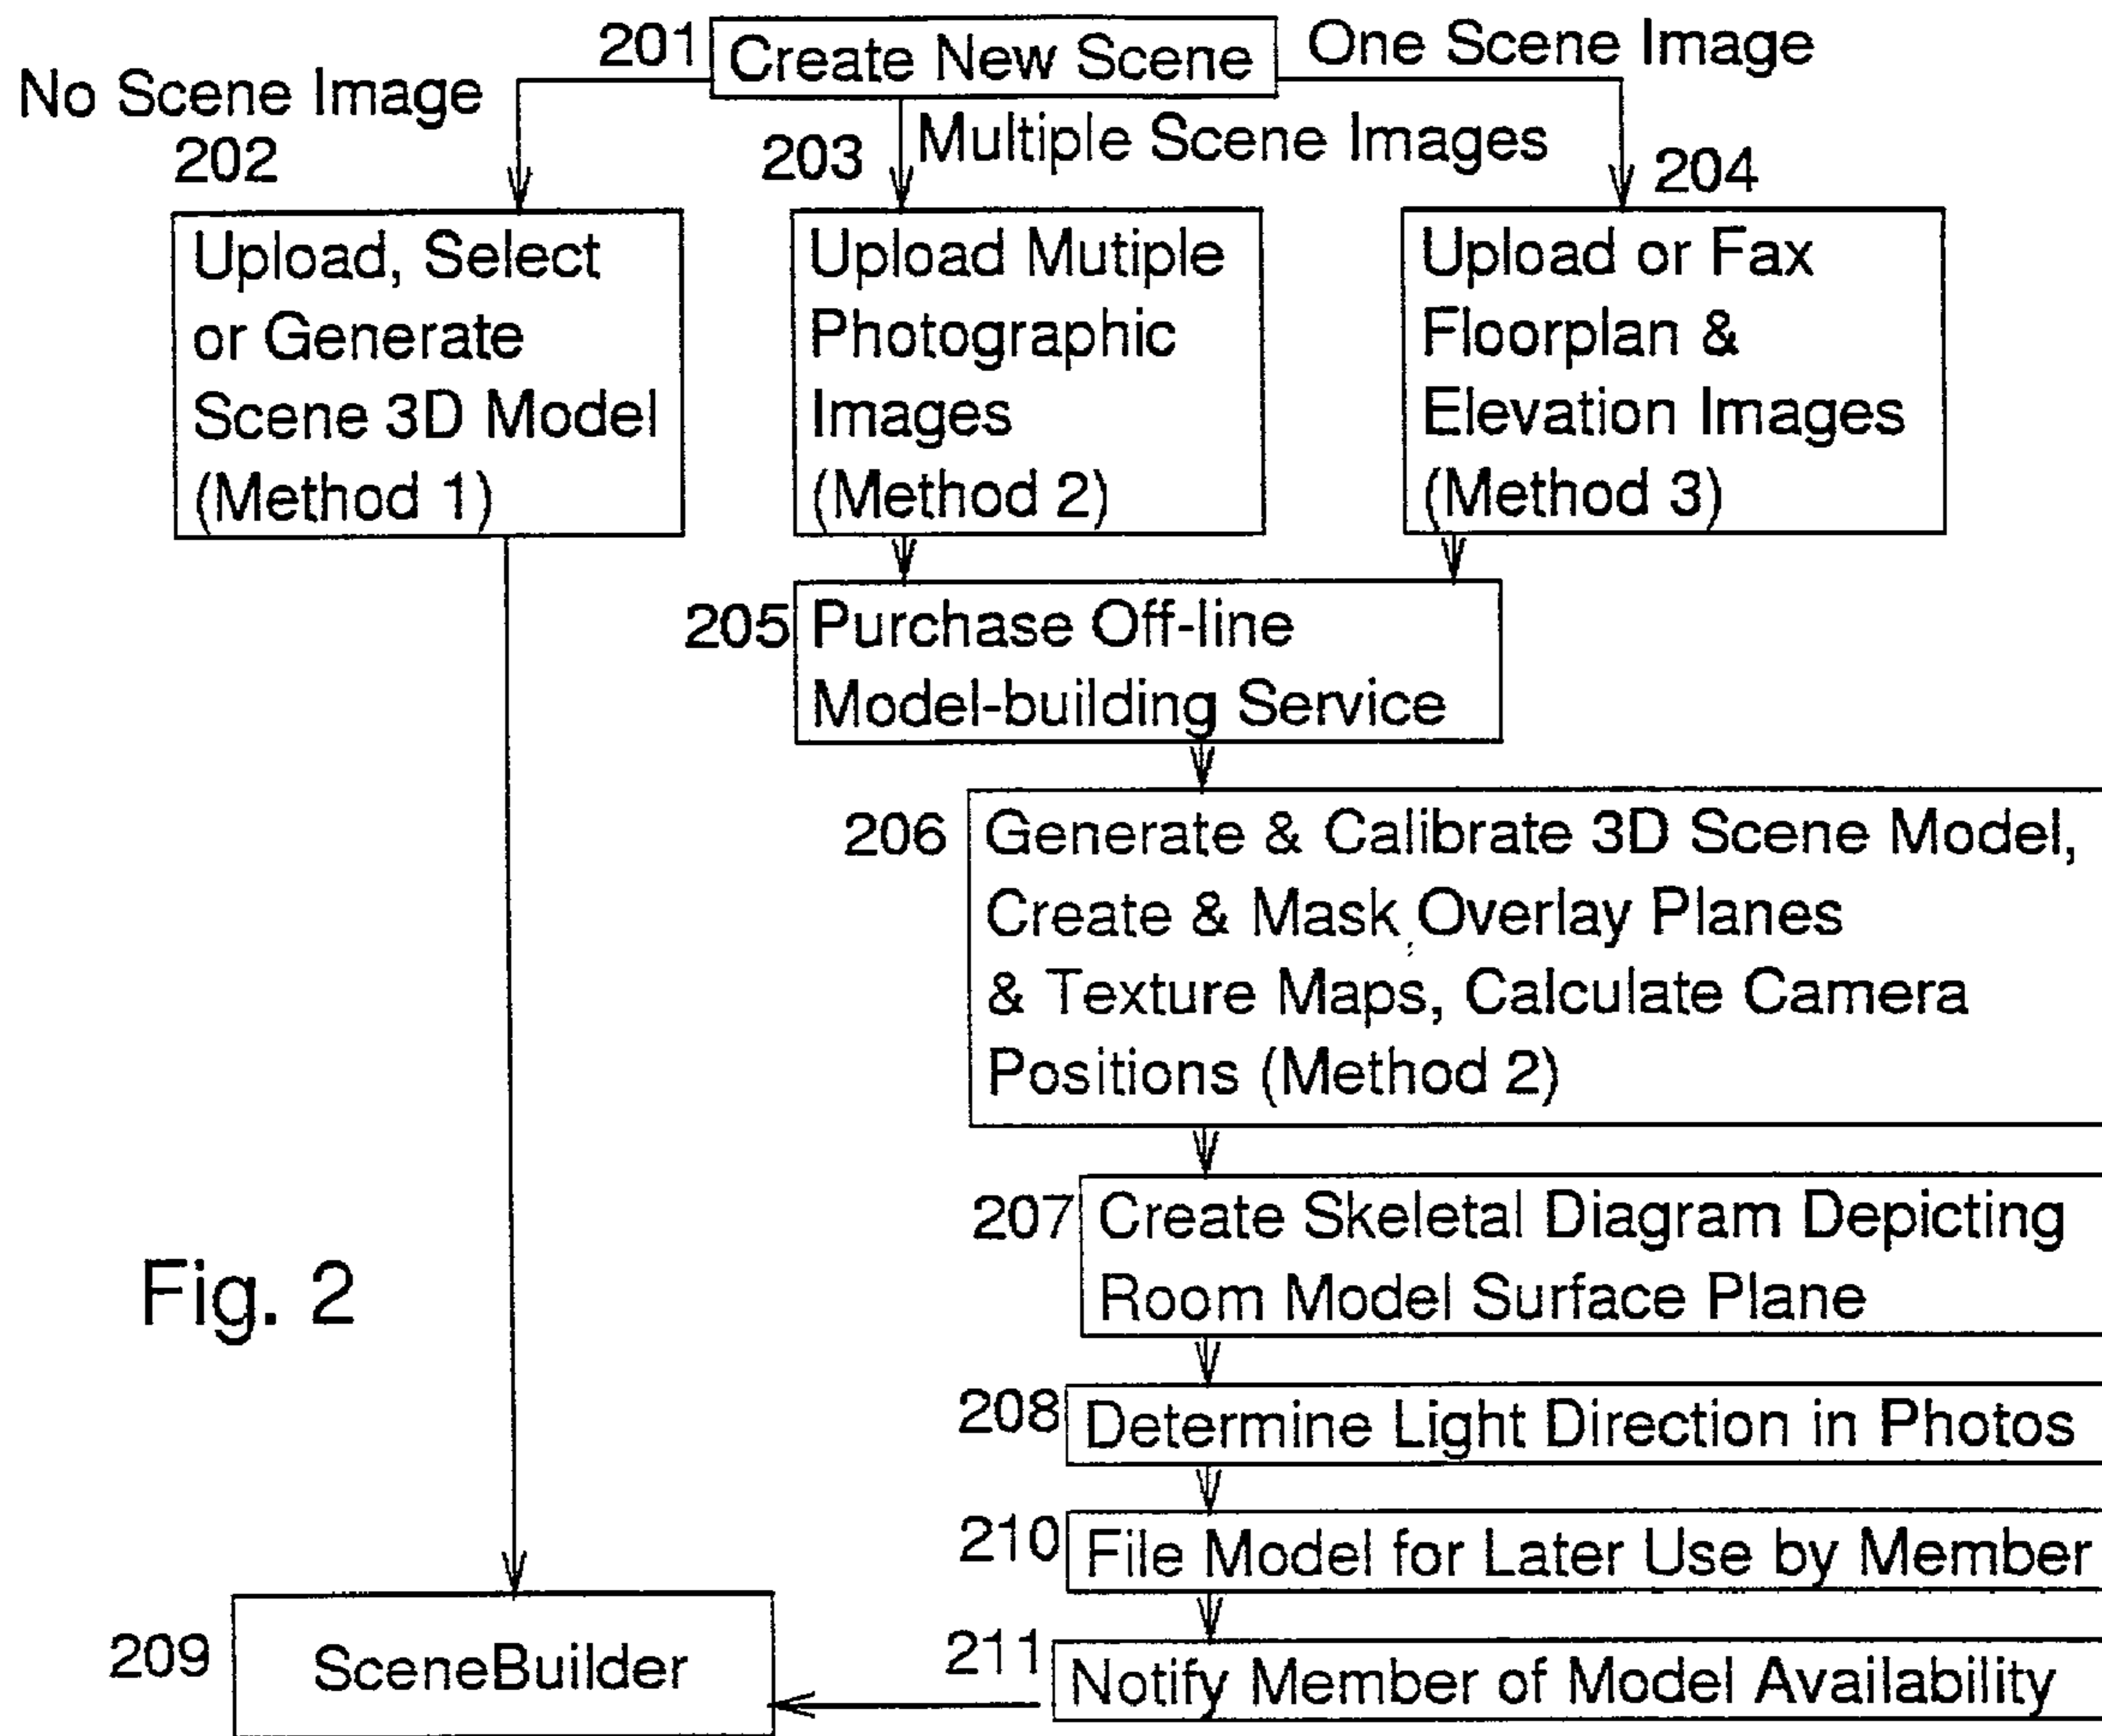 201
Create New Scene
One Scene Image
No Scene Image
202
203
Multiple Scene Images
204
Upload, Select
or Generate
Scene 3D Model
(Method 1)
Upload Mutiple
Photographic
Images
(Method 2)
Upload or Fax
Floorplan &
Elevation Images
(Method 3)
205
Purchase Off-line
Model-building Service
206
Generate & Calibrate 3D Scene Model,
Create & Mask Overlay Planes
& Texture Maps, Calculate Camera
Positions (Method 2)
207
Create Skeletal Diagram Depicting
Room Model Surface Plane
Fig. 2
208
Determine Light Direction in Photos
210
File Model for Later Use by Member
209
SceneBuilder
211
Notify Member of Model Availability